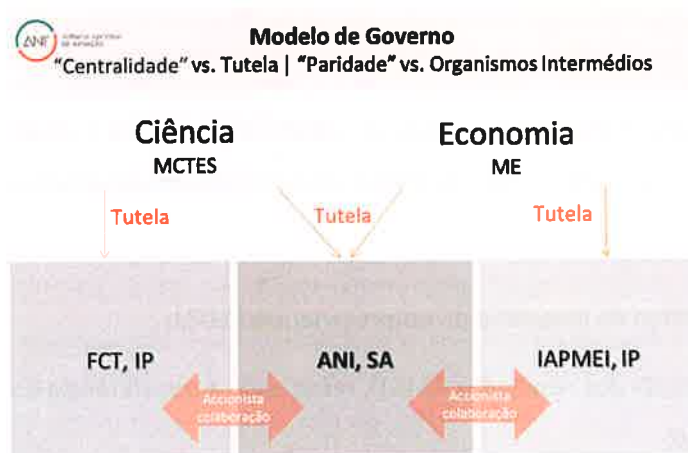 ANI
Modelo de Governo
"Centralidade" vs. Tutela | "Paridade" vs. Organismos Intermédios
Ciência
MCTES
Economia
ME
Tutela
Tutela
Tutela
FCT, IP
ANI, SA
IAPMEI, IP
Accionista
colaboração
Accionista
colaboração